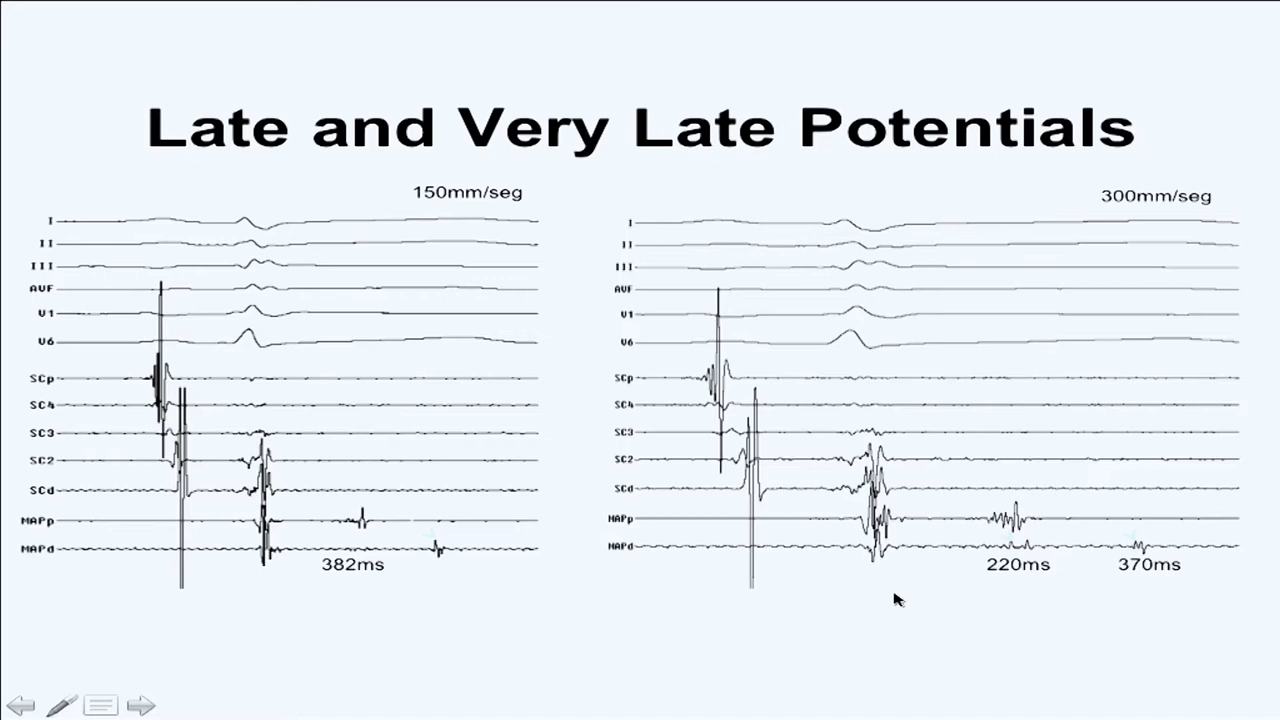 Late and Very Late Potentials
150mm/seg
I
II
III
AVF
V1
V6
SCp
SC4
SC3
SC2
SCd
MAPp
MAPd
382ms
300mm/seg
I
II
III
AVF
V1
V6
SCp
SC4
SC3
SC2
SCd
MAPp
MAPd
220ms
370ms